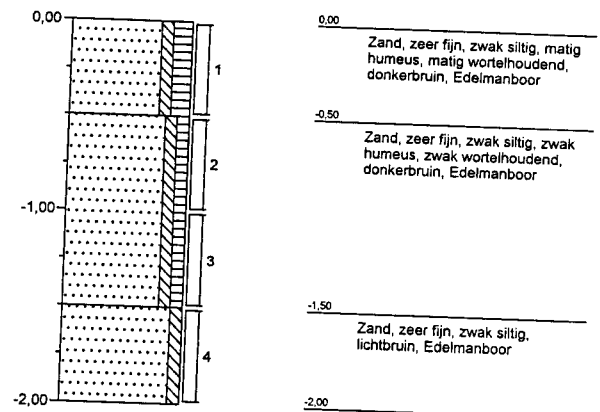 0,00
1
2
-1,00
3
4
-2,00
0,00
Zand, zeer fijn, zwak siltig, matig
humeus, matig wortelhoudend,
donkerbruin, Edelmanboor
-0,50
Zand, zeer fijn, zwak siltig, zwak
humeus, zwak wortelhoudend,
donkerbruin, Edelmanboor
-1,50
Zand, zeer fijn, zwak siltig,
lichtbruin, Edelmanboor
-2,00